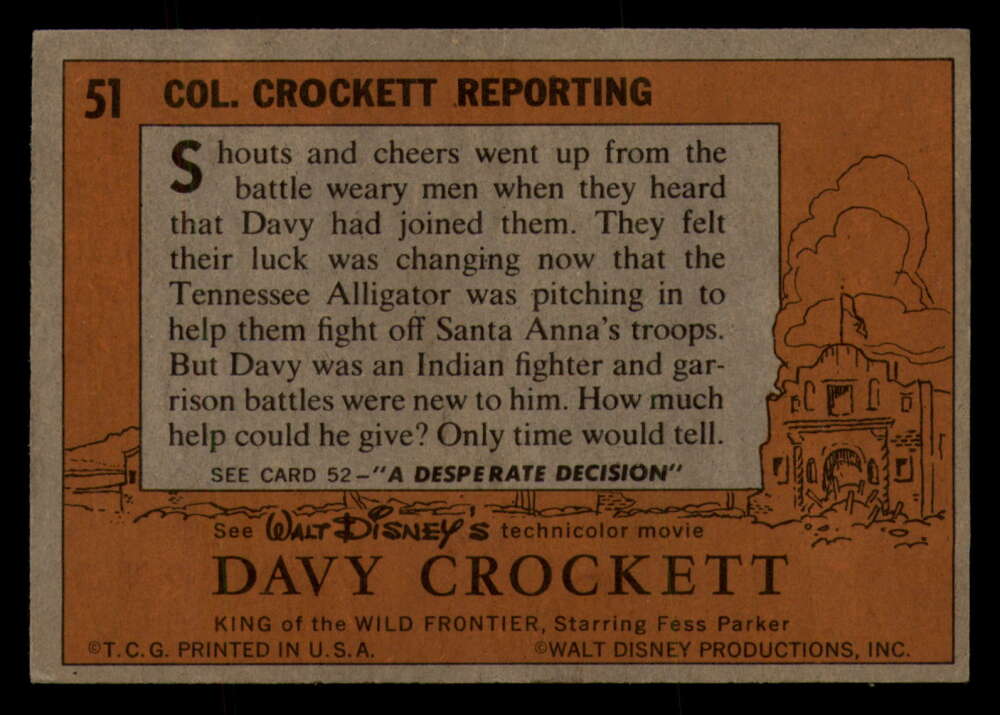 51 COL. CROCKETT REPORTING
Shouts and cheers went up from the
battle weary men when they heard
that Davy had joined them. They felt
their luck was changing now that the
Tennessee Alligator was pitching in to
help them fight off Santa Anna's troops.
But Davy was an Indian fighter and gar-
rison battles were new to him. How much
help could he give? Only time would tell.
SEE CARD 52–"A DESPERATE DECISION"
See WALT DISNEY'S technicolor movie
DAVY CROCKETT
KING of the WILD FRONTIER, Starring Fess Parker
©T.C.G. PRINTED IN U.S.A. ©WALT DISNEY PRODUCTIONS, INC.